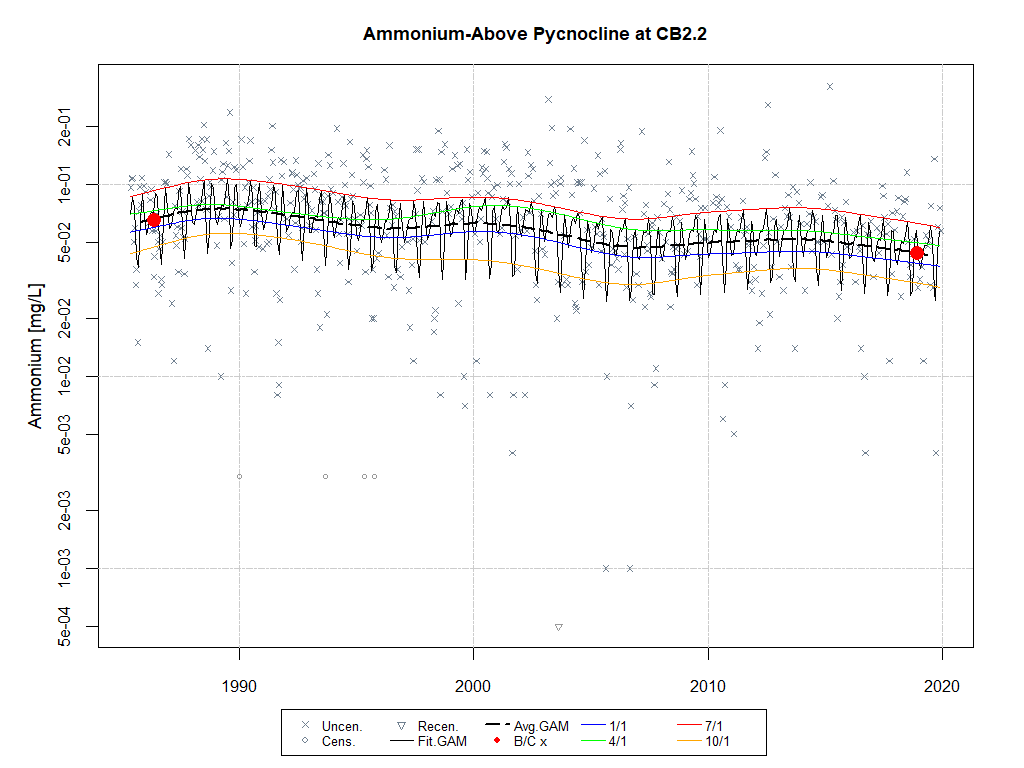 Ammonium-Above Pycnocline at CB2.2
Ammonium [mg/L]
2e-01
1e-01
5e-02
2e-02
1e-02
5e-03
2e-03
1e-03
5e-04
1990 2000 2010 2020
Uncen. Recen. Avg.GAM 1/1 7/1
Cens. Fit.GAM B/C x 4/1 10/1